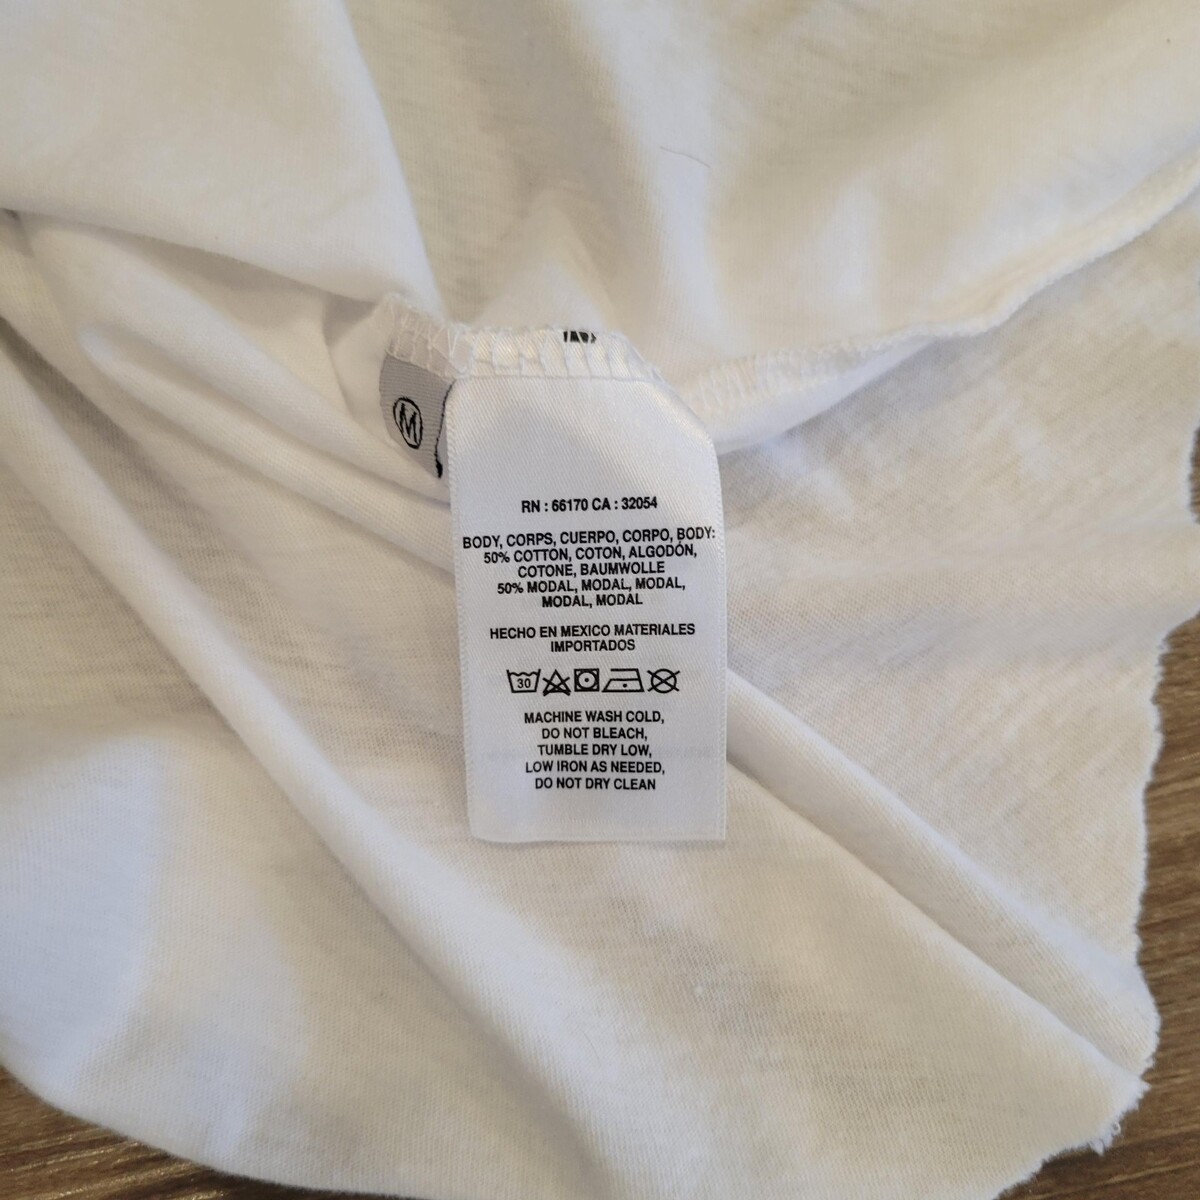 M
RN : 66170 CA : 32054
BODY, CORPS, CUERPO, CORPO, BODY:
50% COTTON, COTON, ALGODÓN,
COTONE, BAUMWOLLE
50% MODAL, MODAL, MODAL,
MODAL, MODAL
HECHO EN MEXICO MATERIALES
IMPORTADOS
30
MACHINE WASH COLD,
DO NOT BLEACH,
TUMBLE DRY LOW,
LOW IRON AS NEEDED,
DO NOT DRY CLEAN